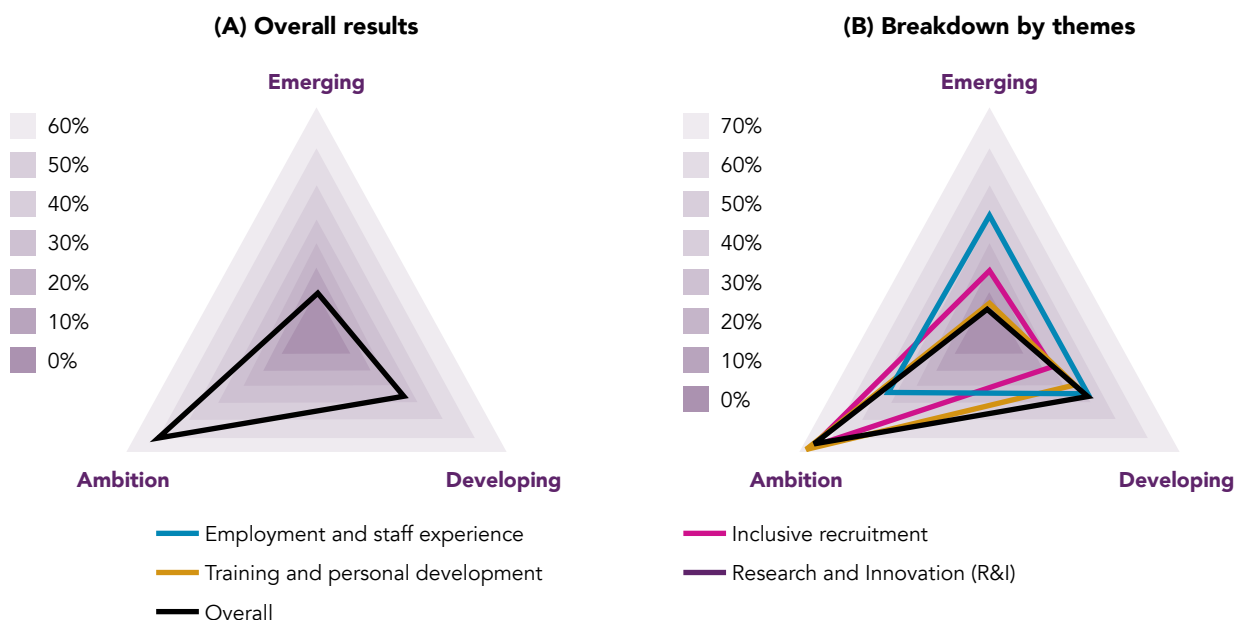 (A) Overall results
Emerging
60%
50%
40%
30%
20%
10%
0%
Ambition
Developing
(B) Breakdown by themes
Emerging
70%
60%
50%
40%
30%
20%
10%
0%
Ambition
Developing
Employment and staff experience
Inclusive recruitment
Training and personal development
Research and Innovation (R&I)
Overall